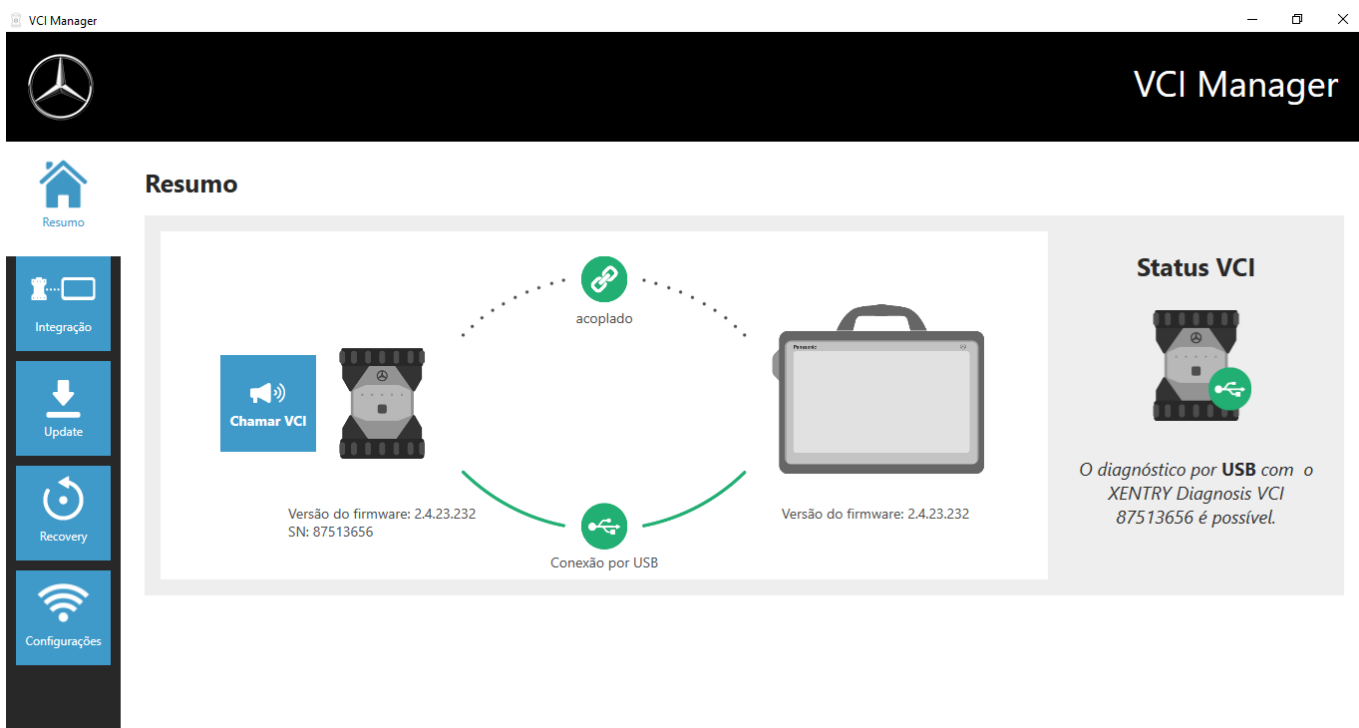 VCI Manager
VCI Manager
Resumo
Resumo
Integração
Update
Recovery
Configurações
acoplado
Chamar VCI
Panasonic
Versão do firmware: 2.4.23.232
SN: 87513656
Conexão por USB
Versão do firmware: 2.4.23.232
Status VCI
O diagnóstico por USB com o
XENTRY Diagnosis VCI
87513656 é possível.